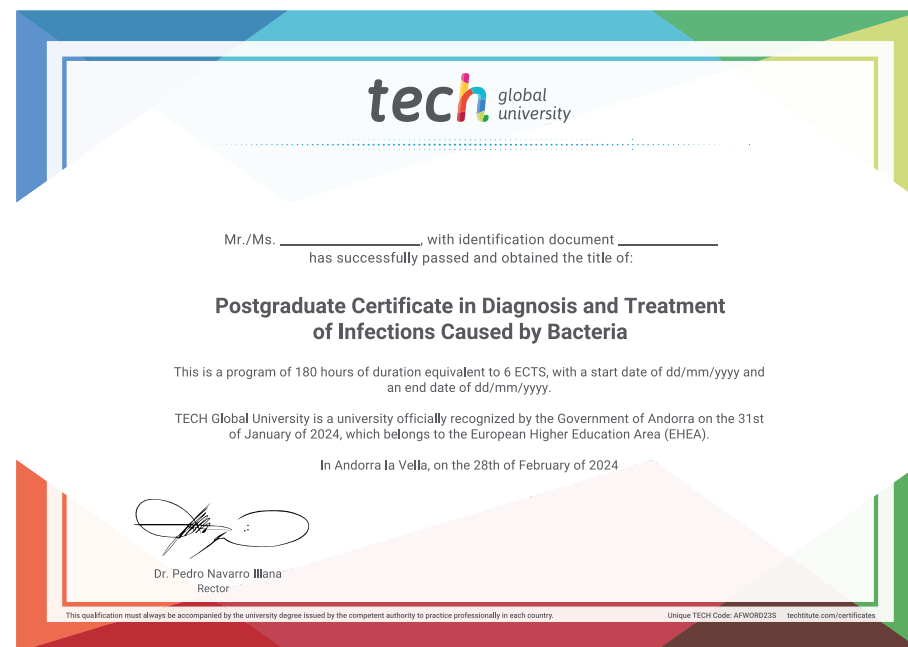 tech global
university
Mr./Ms. ____________, with identification document ____________
has successfully passed and obtained the title of:
Postgraduate Certificate in Diagnosis and Treatment
of Infections Caused by Bacteria
This is a program of 180 hours of duration equivalent to 6 ECTS, with a start date of dd/mm/yyyy and
an end date of dd/mm/yyyy.
TECH Global University is a university officially recognized by the Government of Andorra on the 31st
of January of 2024, which belongs to the European Higher Education Area (EHEA).
In Andorra la Vella, on the 28th of February of 2024
Dr. Pedro Navarro Illana
Rector
This qualification must always be accompanied by the university degree issued by the competent authority to practice professionally in each country. Unique TECH Code: AFWORD23S techtitute.com/certificates